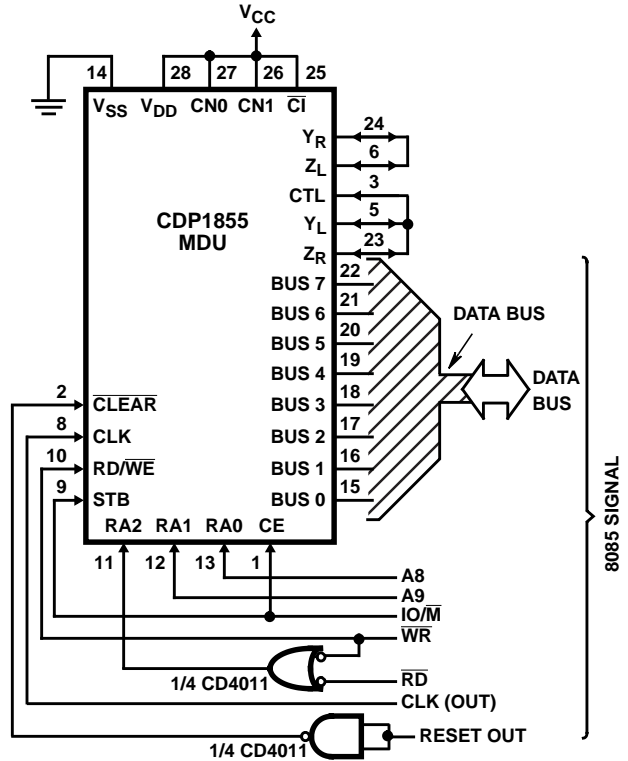 VCC
14
28
27
26
25
VSS
VDD
CN0
CN1
CI
YR
24
ZL
6
CTL
3
YL
5
ZR
23
CDP1855
MDU
BUS 7
22
BUS 6
21
BUS 5
20
BUS 4
19
BUS 3
18
BUS 2
17
BUS 1
16
BUS 0
15
DATA BUS
DATA
BUS
2
CLEAR
8
CLK
10
RD/WE
9
STB
RA2
RA1
RA0
CE
11
12
13
1
A8
A9
IO/M
WR
1/4 CD4011
RD
CLK (OUT)
RESET OUT
1/4 CD4011
8085 SIGNAL